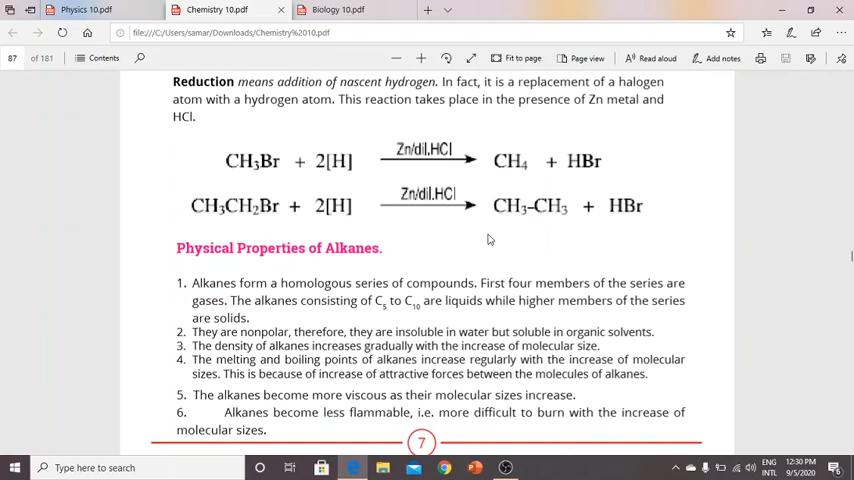 Physics 10.pdf
Chemistry 10.pdf
Biology 10.pdf
file:///C:/Users/samar/Downloads/Chemistry%2010.pdf
87 of 181
Contents
Fit to page
Page view
Read aloud
Add notes
Reduction means addition of nascent hydrogen. In fact, it is a replacement of a halogen
atom with a hydrogen atom. This reaction takes place in the presence of Zn metal and
HCl.
Zn/dil.HCl
CH₃Br + 2[H] → CH₄ + HBr
Zn/dil.HCl
CH₃CH₂Br + 2[H] → CH₃–CH₃ + HBr
Physical Properties of Alkanes.
1. Alkanes form a homologous series of compounds. First four members of the series are
gases. The alkanes consisting of C₅ to C₁₀ are liquids while higher members of the series
are solids.
2. They are nonpolar, therefore, they are insoluble in water but soluble in organic solvents.
3. The density of alkanes increases gradually with the increase of molecular size.
4. The melting and boiling points of alkanes increase regularly with the increase of molecular
sizes. This is because of increase of attractive forces between the molecules of alkanes.
5. The alkanes become more viscous as their molecular sizes increase.
6. Alkanes become less flammable, i.e. more difficult to burn with the increase of
molecular sizes.
7
Type here to search
ENG
INTL
12:30 PM
9/5/2020
6